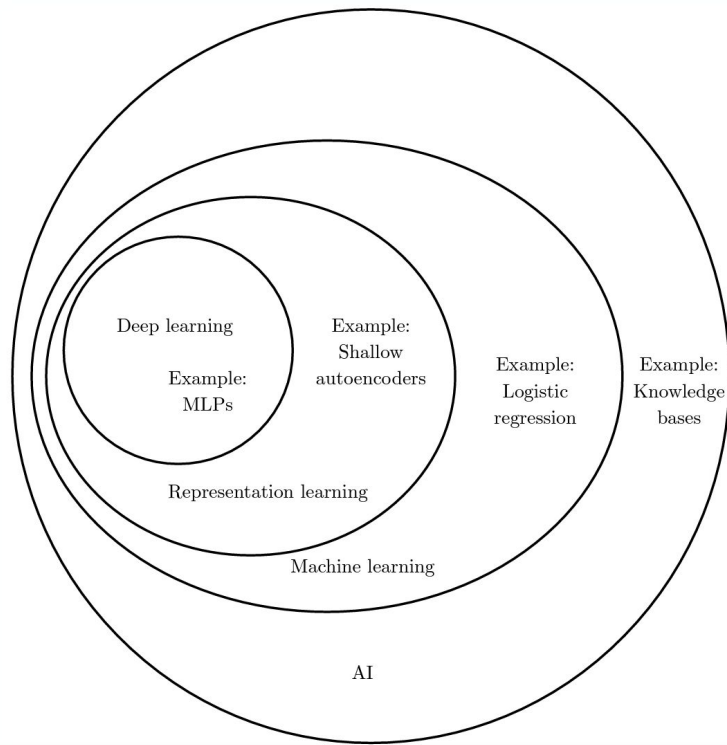 Deep learning
Example:
MLPs
Example:
Shallow
autoencoders
Example:
Logistic
regression
Example:
Knowledge
bases
Representation learning
Machine learning
AI